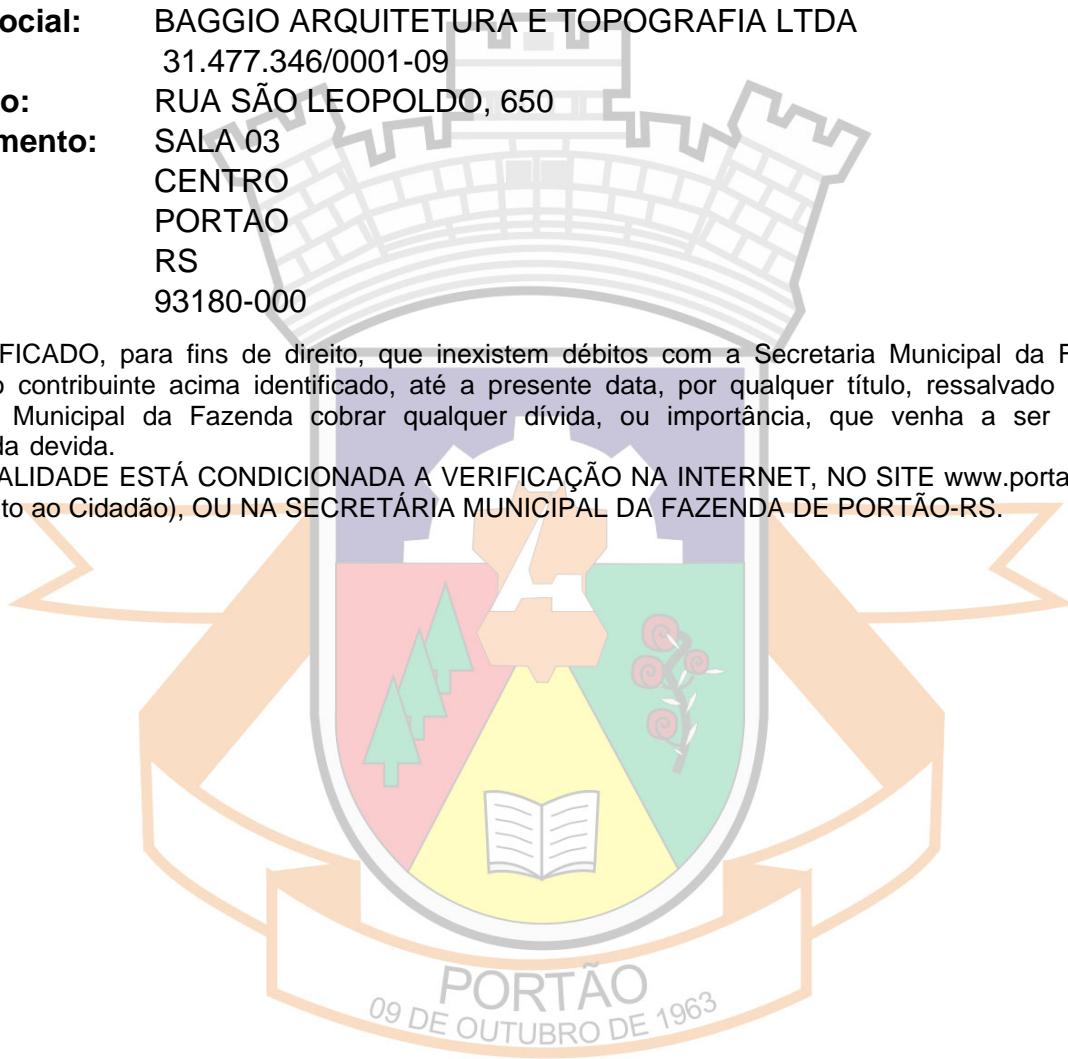 ocial: BAGGIO ARQUITETURA E TOPOGRAFIA LTDA
31.477.346/0001-09
o: RUA SÃO LEOPOLDO, 650
mento: SALA 03
CENTRO
PORTAO
RS
93180-000
FICADO, para fins de direito, que inexistem débitos com a Secretaria Municipal da F
o contribuinte acima identificado, até a presente data, por qualquer título, ressalvado
Municipal da Fazenda cobrar qualquer dívida, ou importância, que venha a ser
da devida.
ALIDADE ESTÁ CONDICIONADA A VERIFICAÇÃO NA INTERNET, NO SITE www.porta
to ao Cidadão), OU NA SECRETÁRIA MUNICIPAL DA FAZENDA DE PORTÃO-RS.
PORTÃO
09 DE OUTUBRO DE 1963